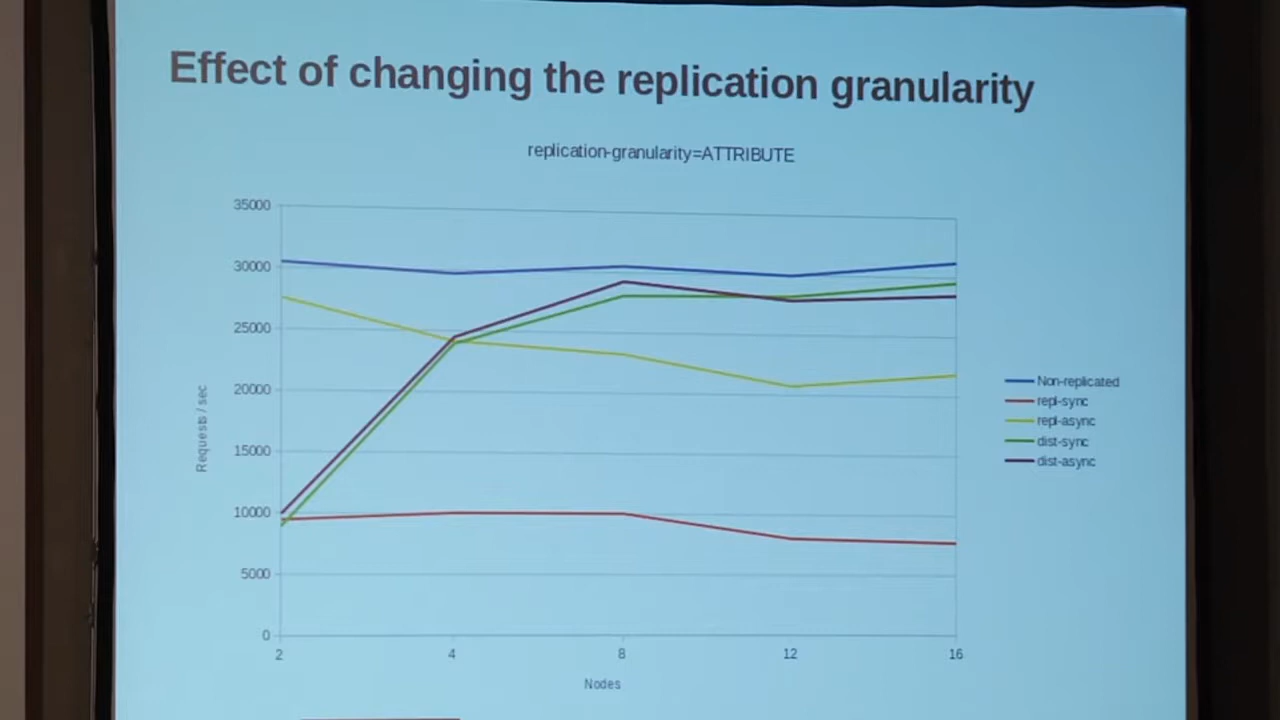 Effect of changing the replication granularity
replication-granularity=ATTRIBUTE
35000
30000
25000
20000
15000
10000
5000
0
Requests / sec
2 4 8 12 16
Nodes
Non-replicated
repl-sync
repl-async
dist-sync
dist-async